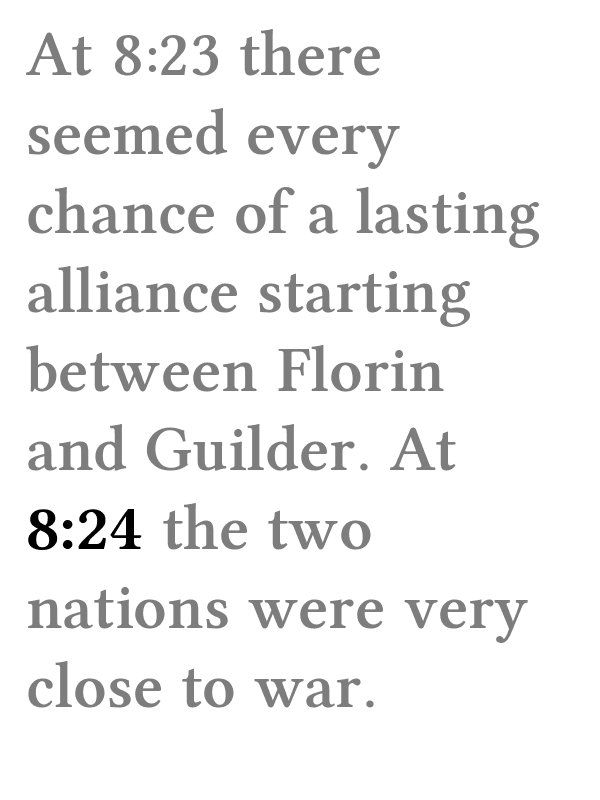 At 8:23 there
seemed every
chance of a lasting
alliance starting
between Florin
and Guilder. At
8:24 the two
nations were very
close to war.